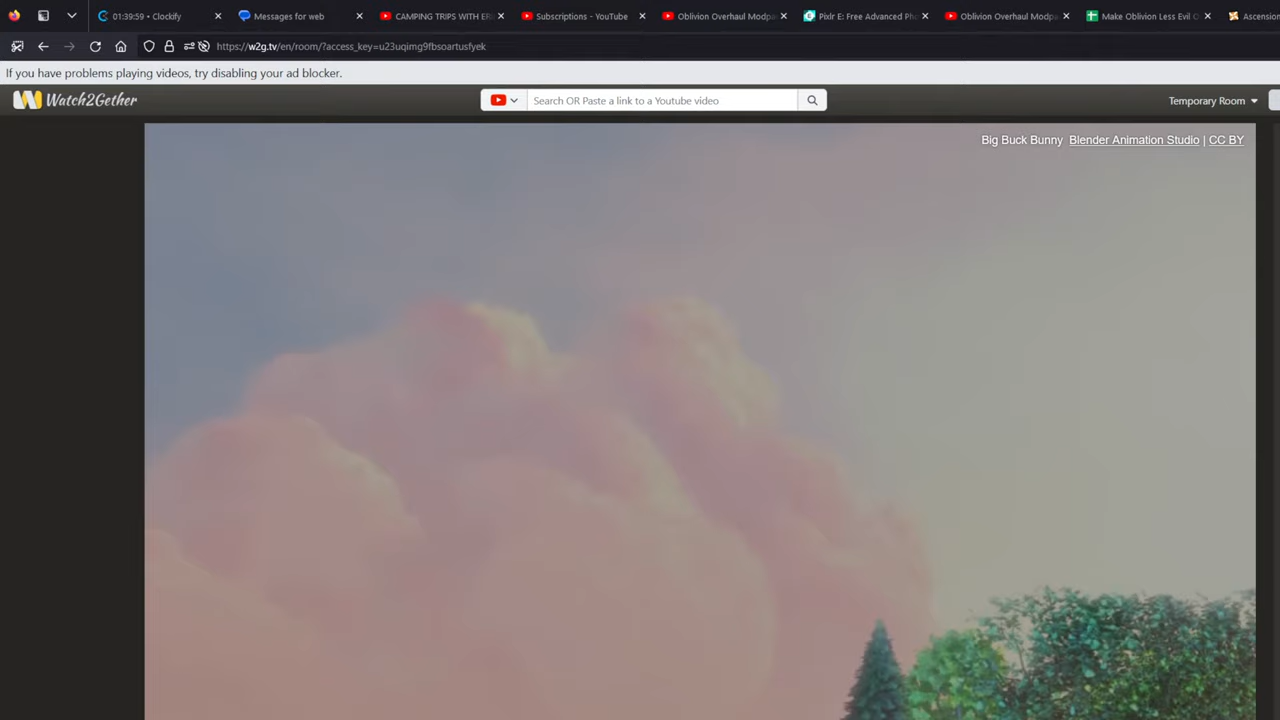 01:39:59 • Clockify
Messages for web
CAMPING TRIPS WITH ER
Subscriptions - YouTube
Oblivion Overhaul Modpa
Pixlr E: Free Advanced Ph
Oblivion Overhaul Modpa
Make Oblivion Less Evil O
Ascension
https://w2g.tv/en/room/?access_key=u23uqimg9fbsoartusfyek
If you have problems playing videos, try disabling your ad blocker.
Watch2Gether
Search OR Paste a link to a Youtube video
Temporary Room
Big Buck Bunny Blender Animation Studio | CC BY